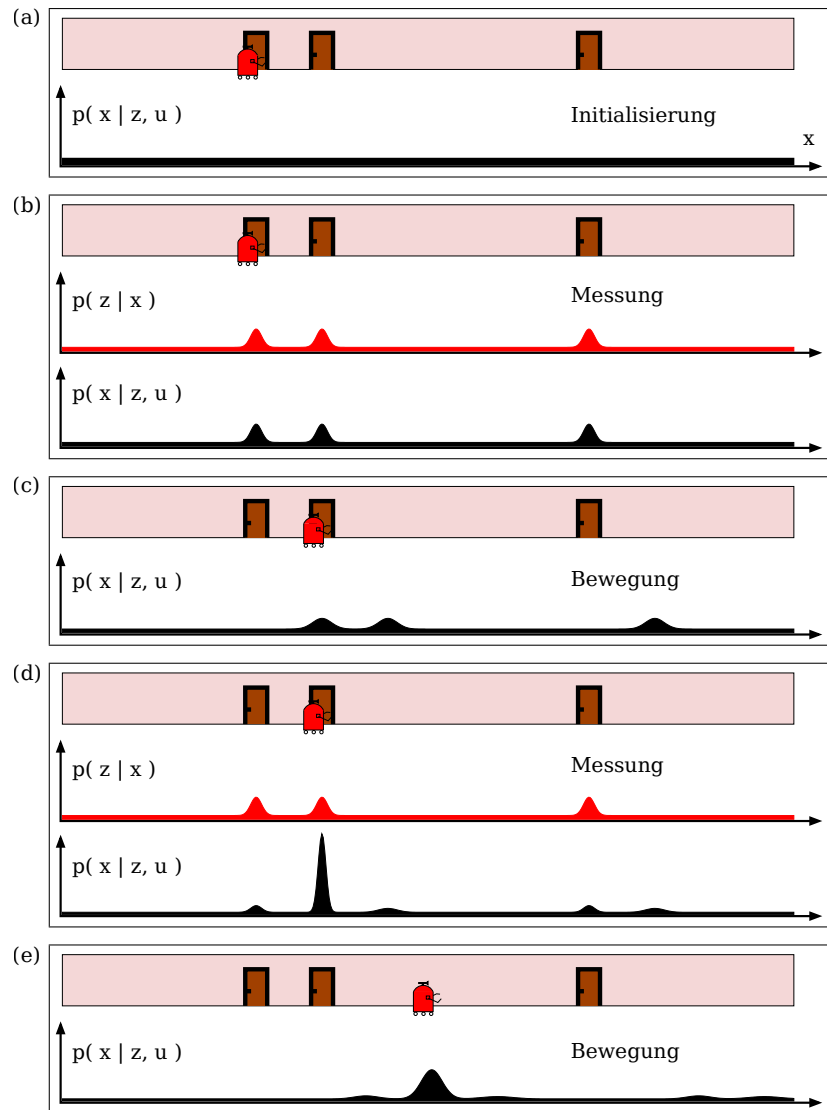 (a)
p( x | z, u )
Initialisierung
x
(b)
p( z | x )
Messung
p( x | z, u )
(c)
p( x | z, u )
Bewegung
(d)
p( z | x )
Messung
p( x | z, u )
(e)
p( x | z, u )
Bewegung